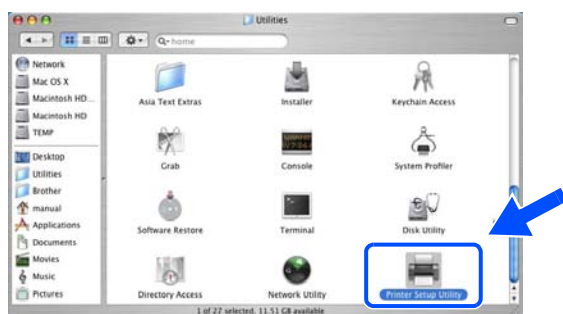 Utilities
home
Network
Mac OS X
Macintosh HD...
Macintosh HD
TEMP
Desktop
Utilities
Brother
manual
Applications
Documents
Movies
Music
Pictures
Asia Text Extras
Installer
Keychain Access
Grab
Console
System Profiler
Software Restore
Terminal
Disk Utility
Directory Access
Network Utility
Printer Setup Utility
1 of 27 selected, 11.51 GB available